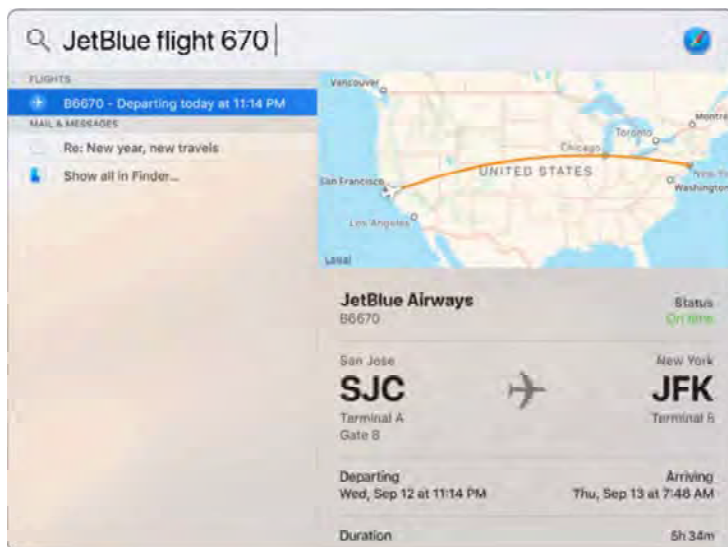 JetBlue flight 670
FLIGHTS
B6670 - Departing today at 11:14 PM
MAIL & MESSAGES
Re: New year, new travels
Show all in Finder...
Vancouver
Montre
Toronto
Chicago
New Yo
UNITED STATES
San Francisco
Washington
Los Angeles
Legal
JetBlue Airways
Status
B6670
On time
San Jose
New York
SJC
JFK
Terminal A
Terminal 5
Gate 8
Departing
Arriving
Wed, Sep 12 at 11:14 PM
Thu, Sep 13 at 7:48 AM
Duration
5h 34m